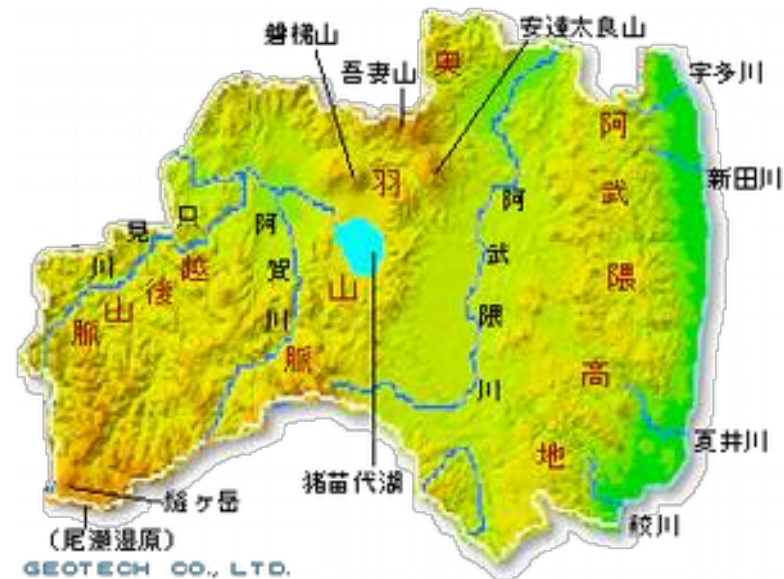 磐梯山
安達太良山
吾妻山
宇多川
新田川
奥羽山脈
阿武隈高地
阿武隈川
只見川
越後山脈
阿賀川
猪苗代湖
夏井川
鮫川
燧ヶ岳
(尾瀬湿原)
GEOTECH CO., LTD.